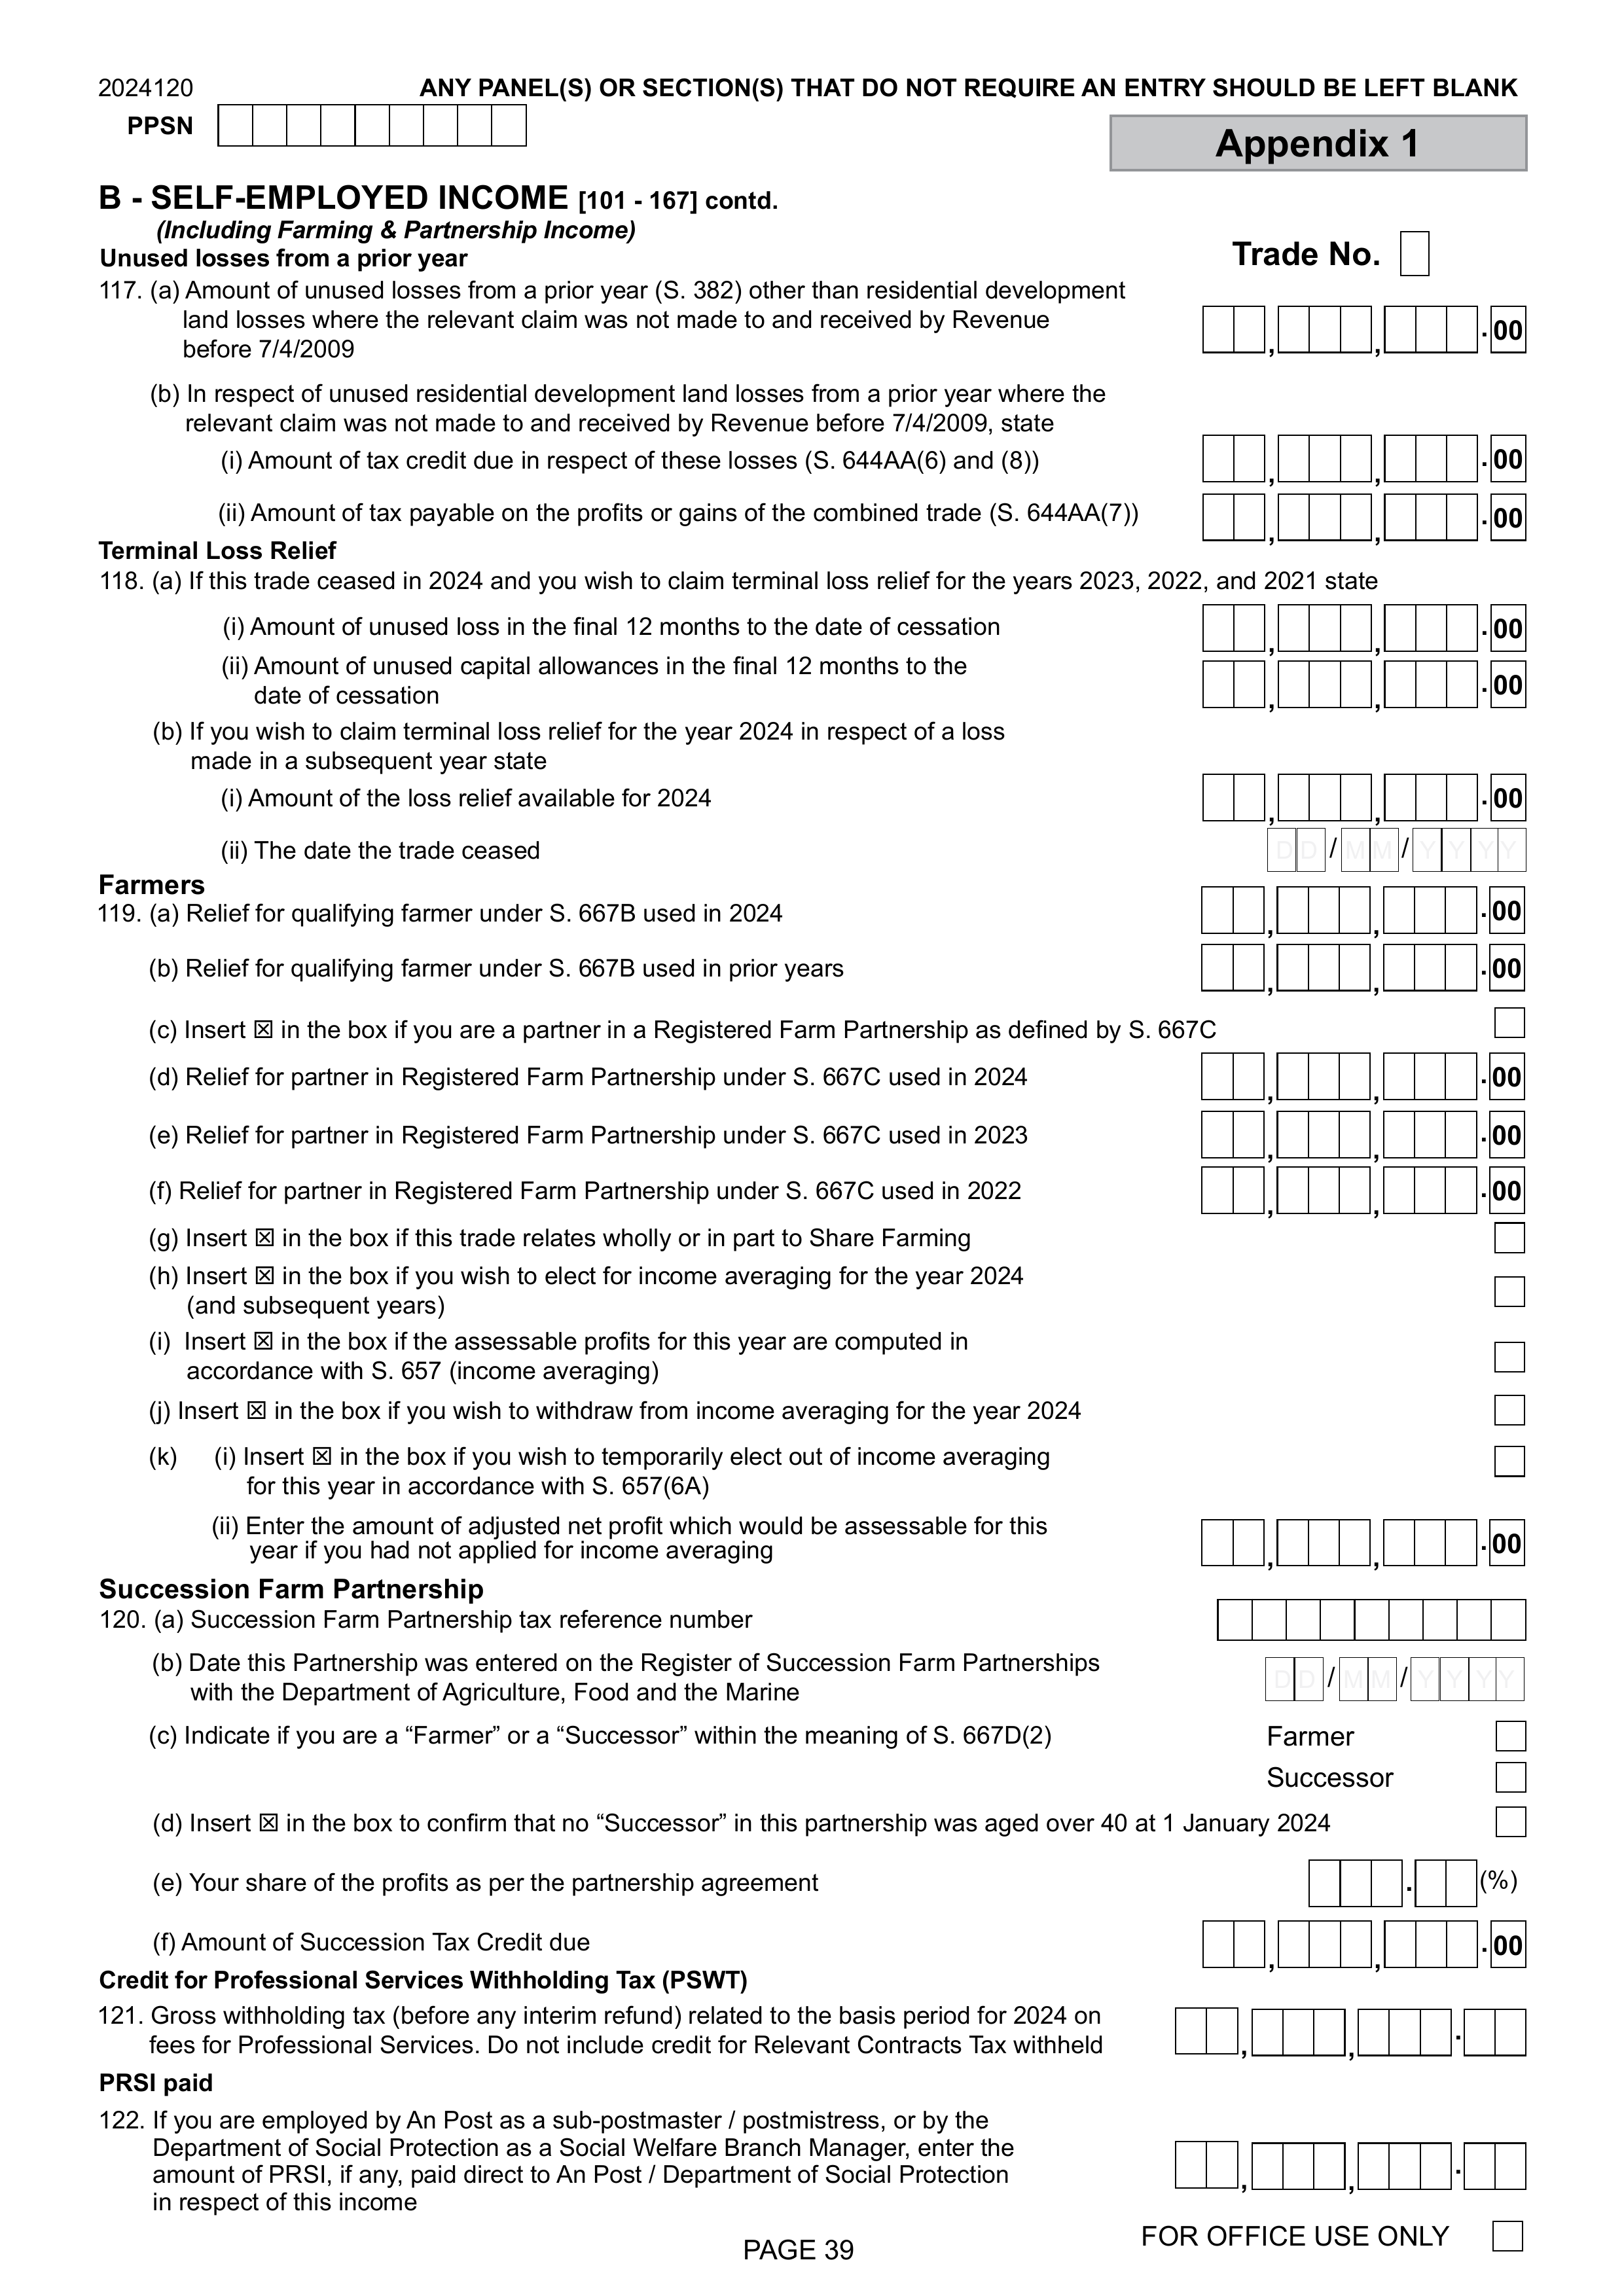 2024120 ANY PANEL(S) OR SECTION(S) THAT DO NOT REQUIRE AN ENTRY SHOULD BE LEFT BLANK
PPSN
Appendix 1
B - SELF-EMPLOYED INCOME [101 - 167] contd.
(Including Farming & Partnership Income)
Unused losses from a prior year
Trade No.
117. (a) Amount of unused losses from a prior year (S. 382) other than residential development
land losses where the relevant claim was not made to and received by Revenue
before 7/4/2009
, , .00
(b) In respect of unused residential development land losses from a prior year where the
relevant claim was not made to and received by Revenue before 7/4/2009, state
(i) Amount of tax credit due in respect of these losses (S. 644AA(6) and (8)) , , .00
(ii) Amount of tax payable on the profits or gains of the combined trade (S. 644AA(7)) , , .00
Terminal Loss Relief
118. (a) If this trade ceased in 2024 and you wish to claim terminal loss relief for the years 2023, 2022, and 2021 state
(i) Amount of unused loss in the final 12 months to the date of cessation , , .00
(ii) Amount of unused capital allowances in the final 12 months to the
date of cessation , , .00
(b) If you wish to claim terminal loss relief for the year 2024 in respect of a loss
made in a subsequent year state
(i) Amount of the loss relief available for 2024 , , .00
(ii) The date the trade ceased DD / MM / YYYY
Farmers
119. (a) Relief for qualifying farmer under S. 667B used in 2024 , , .00
(b) Relief for qualifying farmer under S. 667B used in prior years , , .00
(c) Insert ☒ in the box if you are a partner in a Registered Farm Partnership as defined by S. 667C
(d) Relief for partner in Registered Farm Partnership under S. 667C used in 2024 , , .00
(e) Relief for partner in Registered Farm Partnership under S. 667C used in 2023 , , .00
(f) Relief for partner in Registered Farm Partnership under S. 667C used in 2022 , , .00
(g) Insert ☒ in the box if this trade relates wholly or in part to Share Farming
(h) Insert ☒ in the box if you wish to elect for income averaging for the year 2024
(and subsequent years)
(i) Insert ☒ in the box if the assessable profits for this year are computed in
accordance with S. 657 (income averaging)
(j) Insert ☒ in the box if you wish to withdraw from income averaging for the year 2024
(k) (i) Insert ☒ in the box if you wish to temporarily elect out of income averaging
for this year in accordance with S. 657(6A)
(ii) Enter the amount of adjusted net profit which would be assessable for this
year if you had not applied for income averaging , , .00
Succession Farm Partnership
120. (a) Succession Farm Partnership tax reference number
(b) Date this Partnership was entered on the Register of Succession Farm Partnerships
with the Department of Agriculture, Food and the Marine DD / MM / YYYY
(c) Indicate if you are a “Farmer” or a “Successor” within the meaning of S. 667D(2) Farmer
Successor
(d) Insert ☒ in the box to confirm that no “Successor” in this partnership was aged over 40 at 1 January 2024
(e) Your share of the profits as per the partnership agreement . (%)
(f) Amount of Succession Tax Credit due , , .00
Credit for Professional Services Withholding Tax (PSWT)
121. Gross withholding tax (before any interim refund) related to the basis period for 2024 on
fees for Professional Services. Do not include credit for Relevant Contracts Tax withheld , , .
PRSI paid
122. If you are employed by An Post as a sub-postmaster / postmistress, or by the
Department of Social Protection as a Social Welfare Branch Manager, enter the
amount of PRSI, if any, paid direct to An Post / Department of Social Protection
in respect of this income , , .
PAGE 39
FOR OFFICE USE ONLY